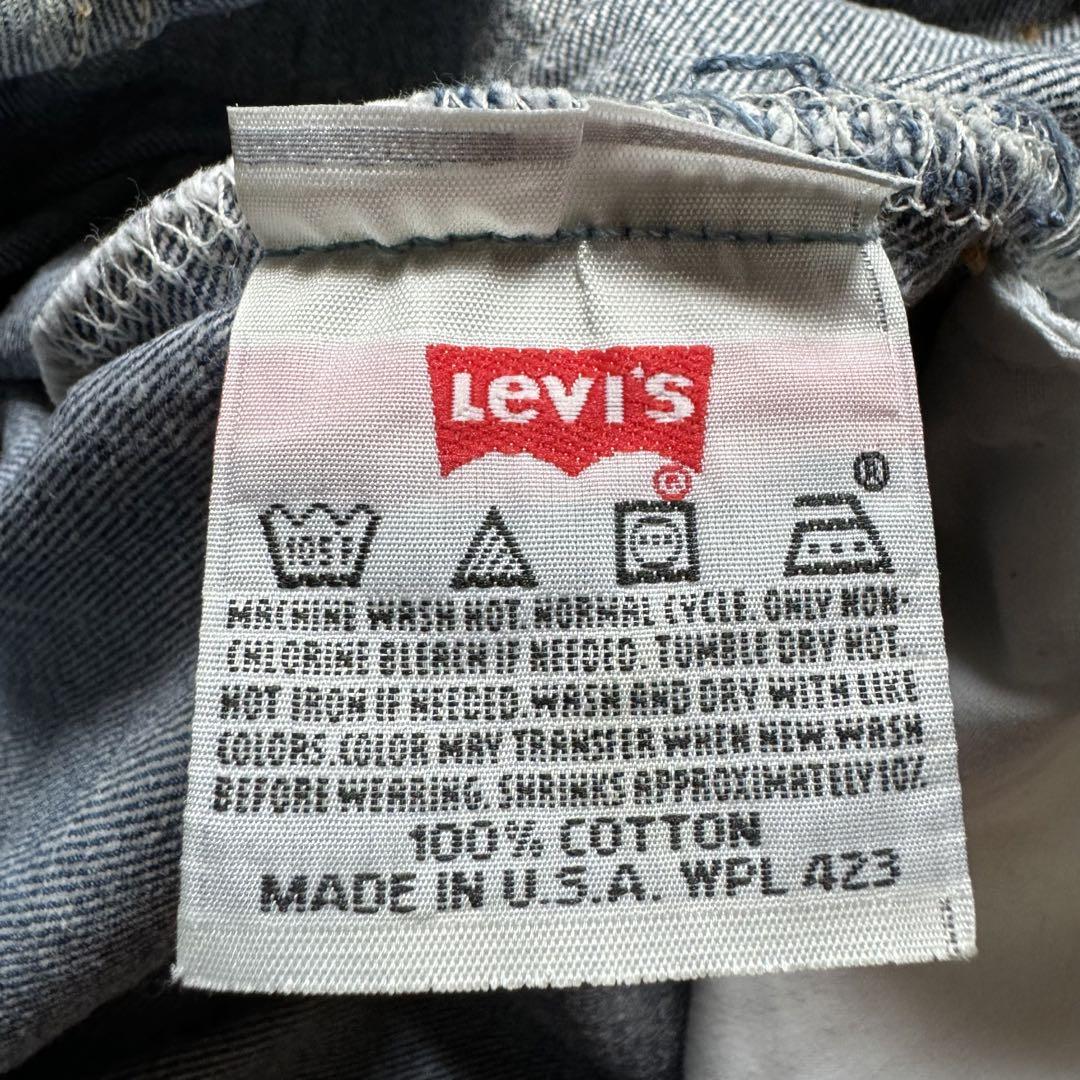 Levi's
®
®
105F
MACHINE WASH HOT, NORMAL CYCLE. ONLY NON-
CHLORINE BLEACH IF NEEDED. TUMBLE DRY HOT.
HOT IRON IF NEEDED. WASH AND DRY WITH LIKE
COLORS. COLOR MAY TRANSFER WHEN NEW. WASH
BEFORE WEARING. SHRINKS APPROXIMATELY
100% COTTON
MADE IN U.S.A. WPL 423